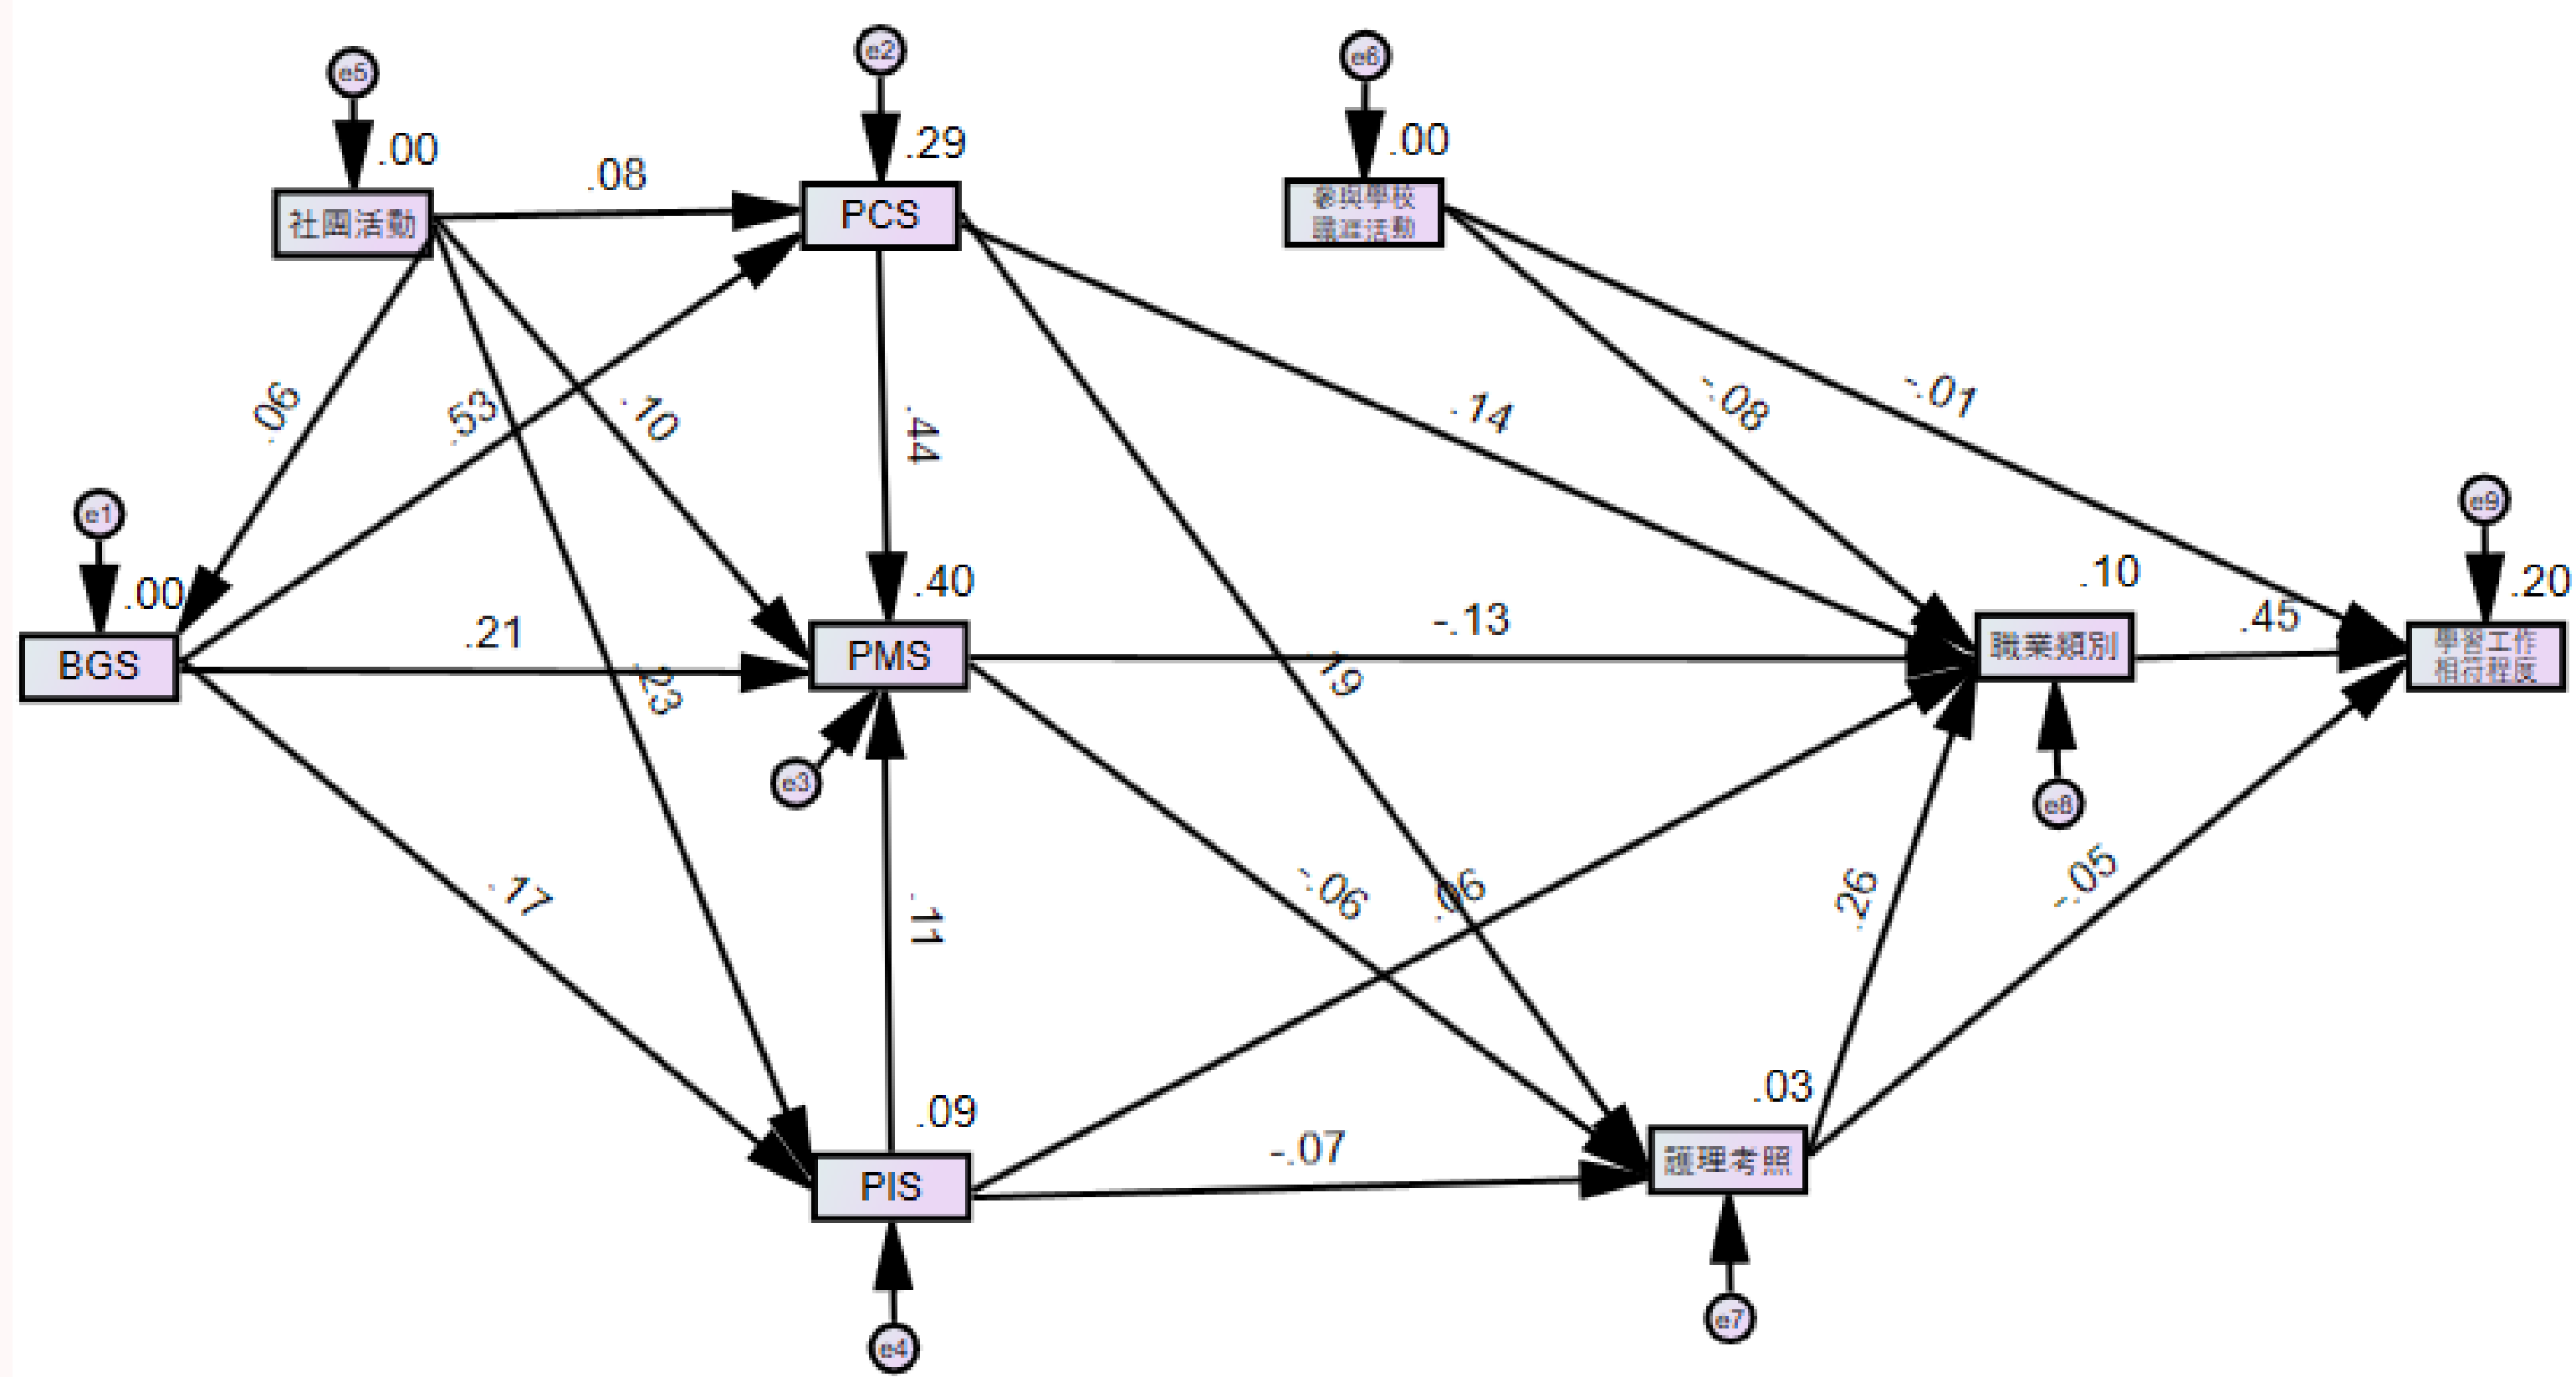 e5
e2
e6
.00
.29
.00
.08
社團活動
PCS
參與學校
職涯活動
.06
.53
.10
.44
.14
-.08
-.01
e1
e9
.00
.40
.10
.20
.21
-.13
.45
BGS
PMS
職業類別
學習工作
相符程度
.23
.19
e3
e8
.17
.11
-.06
.06
.26
-.05
.09
.03
-.07
PIS
護理考照
e7
e4